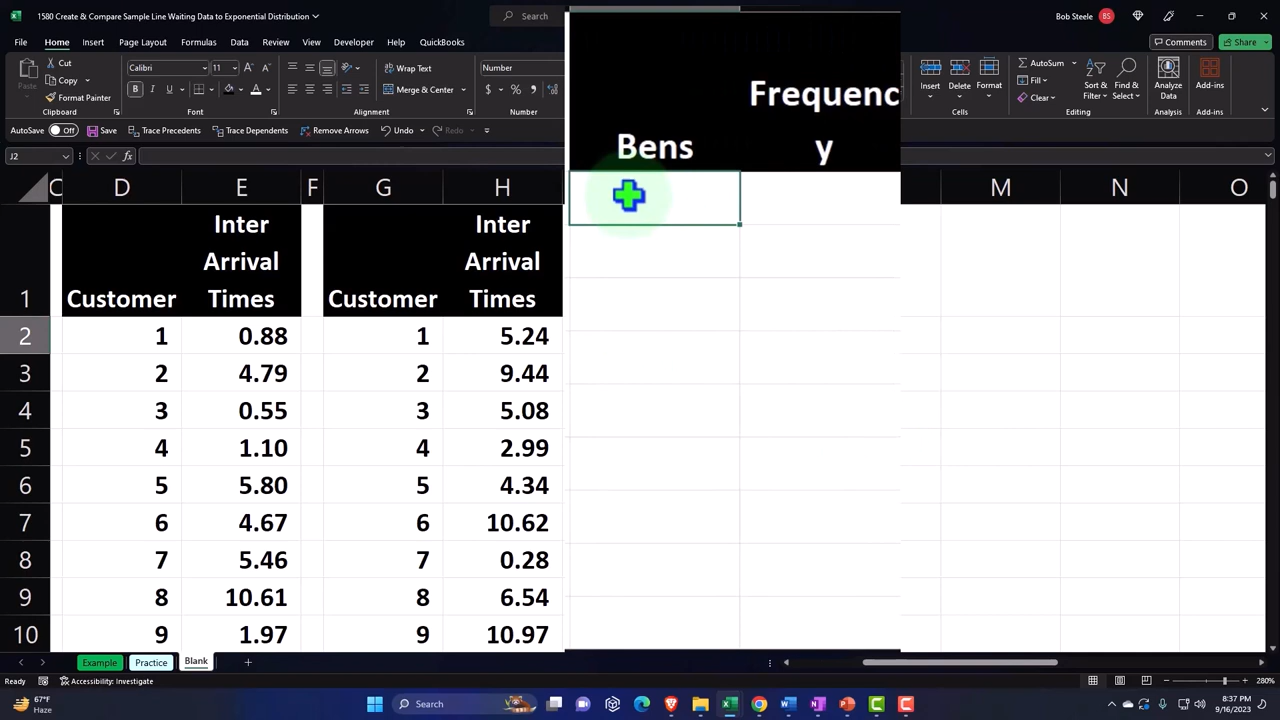 1580 Create & Compare Sample Line Waiting Data to Exponential Distribution
Search
Bob Steele
BS
File Home Insert Page Layout Formulas Data Review View Developer Help QuickBooks
Comments Share
Cut
Copy
Format Painter
Calibri 11
B I U
Wrap Text
Merge & Center
Number
$ % ,
Insert Delete Format
Cells
AutoSum
Fill
Clear
Sort & Filter
Find & Select
Editing
Analyze Data
Analysis
Add-ins
AutoSave Off Save Trace Precedents Trace Dependents Remove Arrows Undo Redo
J2
fx
Bens
Frequenc
y
C D E F G H M N O
1
Customer
Inter
Arrival
Times
Customer
Inter
Arrival
Times
2 1 0.88 1 5.24
3 2 4.79 2 9.44
4 3 0.55 3 5.08
5 4 1.10 4 2.99
6 5 5.80 5 4.34
7 6 4.67 6 10.62
8 7 5.46 7 0.28
9 8 10.61 8 6.54
10 9 1.97 9 10.97
Example Practice Blank
Ready Accessibility: Investigate
280%
67°F
Haze
Search
8:37 PM
9/16/2023